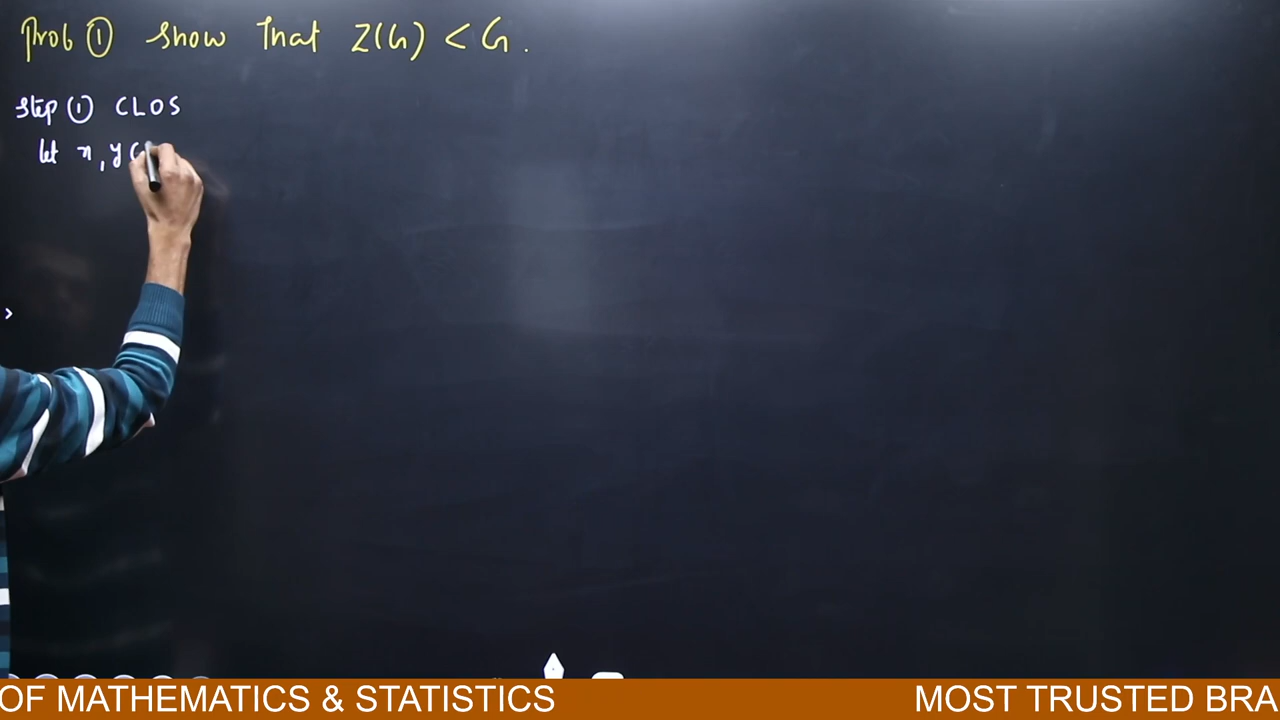 Prob ① Show that Z(G) < G.
Step ① CLOS
let x, y
OF MATHEMATICS & STATISTICS MOST TRUSTED BRA